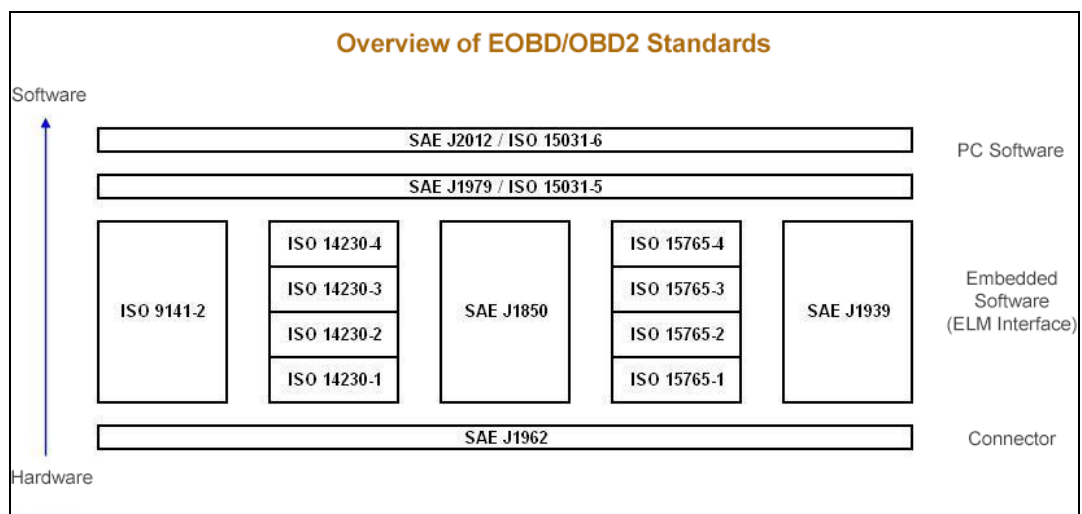 Overview of EOBD/OBD2 Standards
Software
SAE J2012 / ISO 15031-6
PC Software
SAE J1979 / ISO 15031-5
ISO 9141-2
ISO 14230-4
ISO 14230-3
ISO 14230-2
ISO 14230-1
SAE J1850
ISO 15765-4
ISO 15765-3
ISO 15765-2
ISO 15765-1
SAE J1939
Embedded
Software
(ELM Interface)
SAE J1962
Connector
Hardware